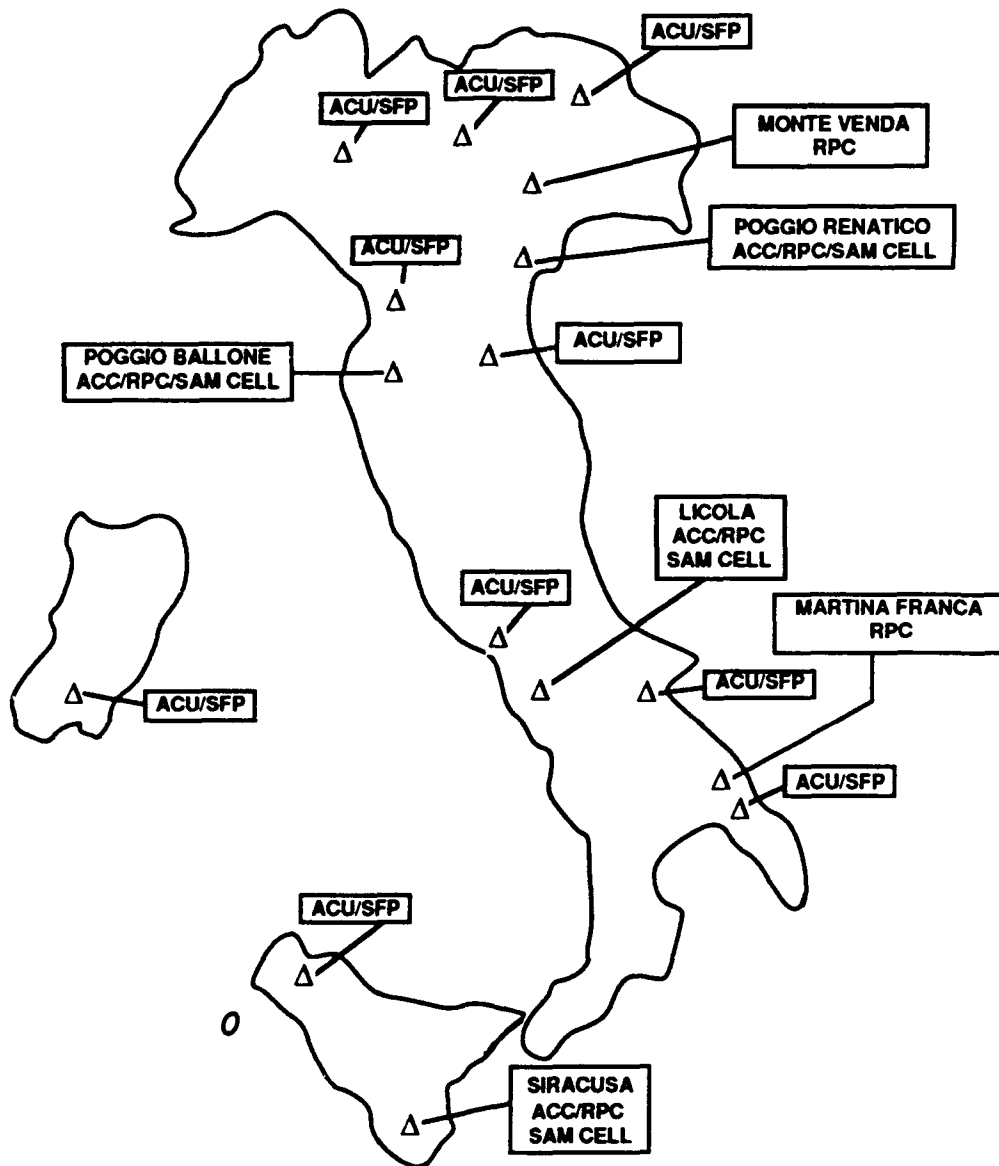 ACU/SFP
ACU/SFP
ACU/SFP
MONTE VENDA
RPC
POGGIO RENATICO
ACC/RPC/SAM CELL
ACU/SFP
ACU/SFP
POGGIO BALLONE
ACC/RPC/SAM CELL
LICOLA
ACC/RPC
SAM CELL
ACU/SFP
MARTINA FRANCA
RPC
ACU/SFP
ACU/SFP
ACU/SFP
ACU/SFP
SIRACUSA
ACC/RPC
SAM CELL